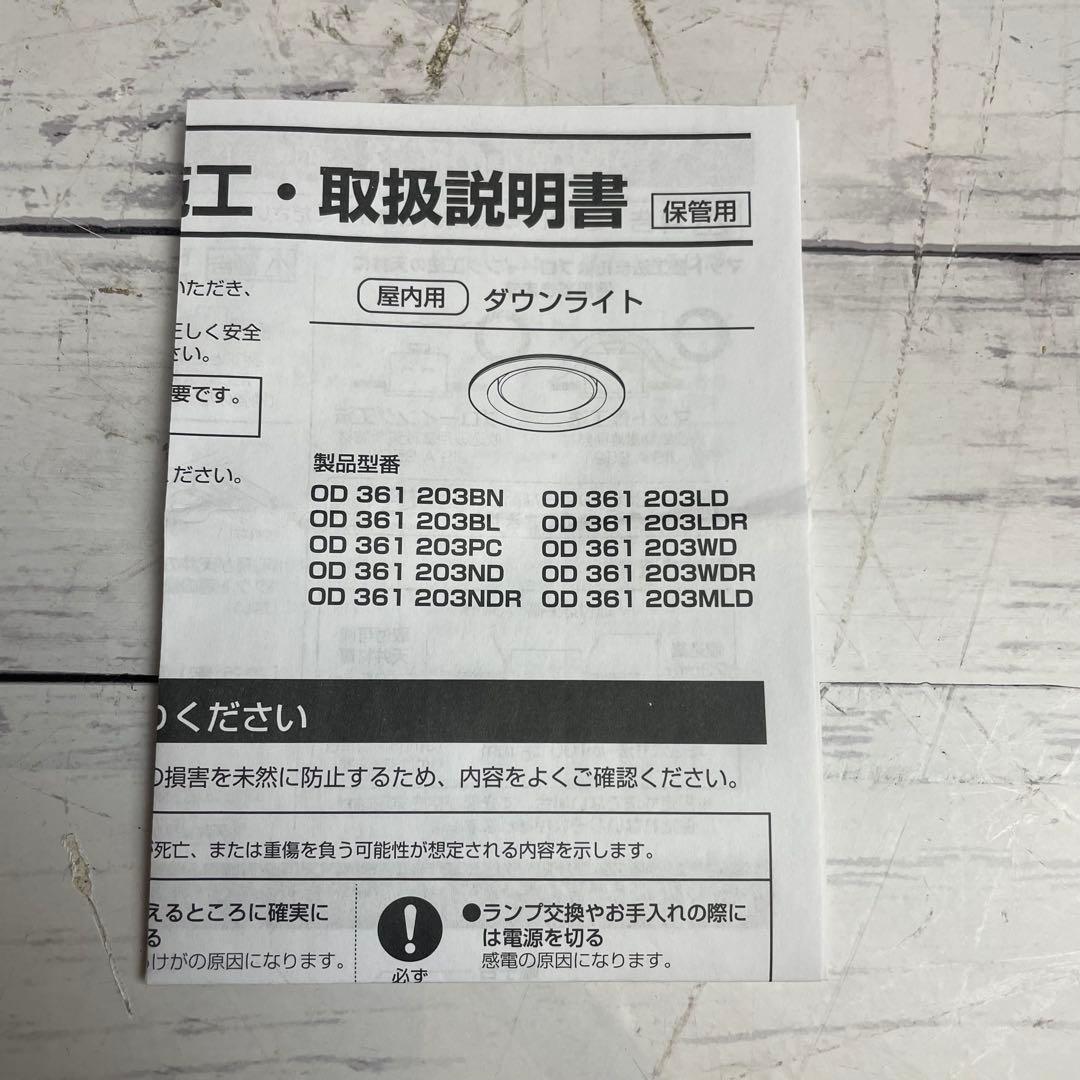 工・取扱説明書 保管用
いただき、
正しく安全
さい。
要です。
ください。
屋内用 ダウンライト
製品型番
OD 361 203BN OD 361 203LD
OD 361 203BL OD 361 203LDR
OD 361 203PC OD 361 203WD
OD 361 203ND OD 361 203WDR
OD 361 203NDR OD 361 203MLD
りください
の損害を未然に防止するため、内容をよくご確認ください。
が死亡、または重傷を負う可能性が想定される内容を示します。
えるところに確実に
る
けがの原因になります。
必ず
●ランプ交換やお手入れの際に
は電源を切る
感電の原因になります。